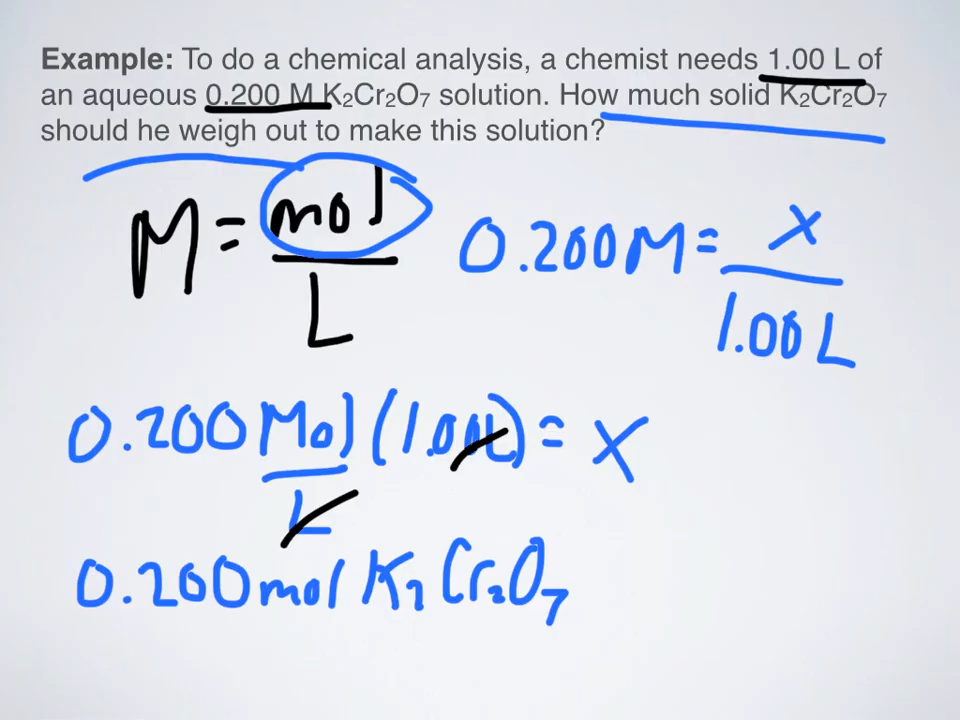 Example: To do a chemical analysis, a chemist needs 1.00 L of
an aqueous 0.200 M K₂Cr₂O₇ solution. How much solid K₂Cr₂O₇
should he weigh out to make this solution?
M = mol / L
0.200 M = x / 1.00 L
0.200 Mol / L (1.00 L) = x
0.200 mol K₂Cr₂O₇